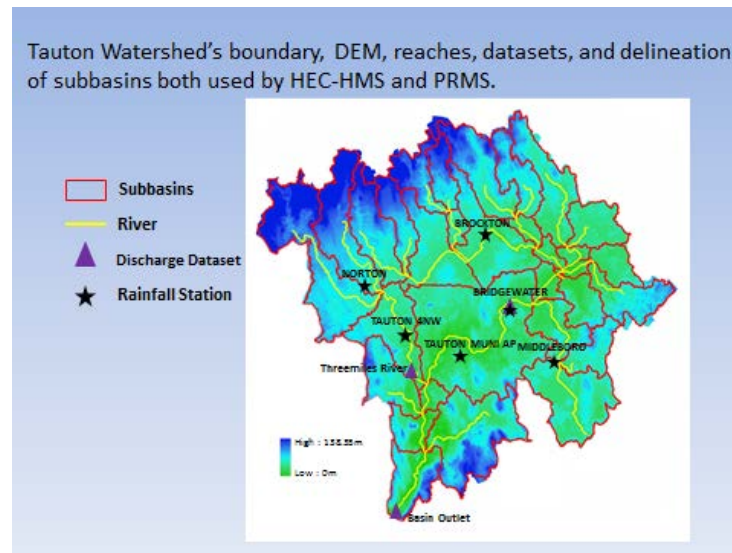 Tauton Watershed's boundary, DEM, reaches, datasets, and delineation
of subbasins both used by HEC-HMS and PRMS.
Subbasins
River
Discharge Dataset
Rainfall Station
BROCKTON
NORTON
BRIDGEWATER
TAUTON 4NW
TAUTON MUNI AP
MIDDLEBORO
Threemiles River
High : 138.33m
Low : 0m
Basin Outlet